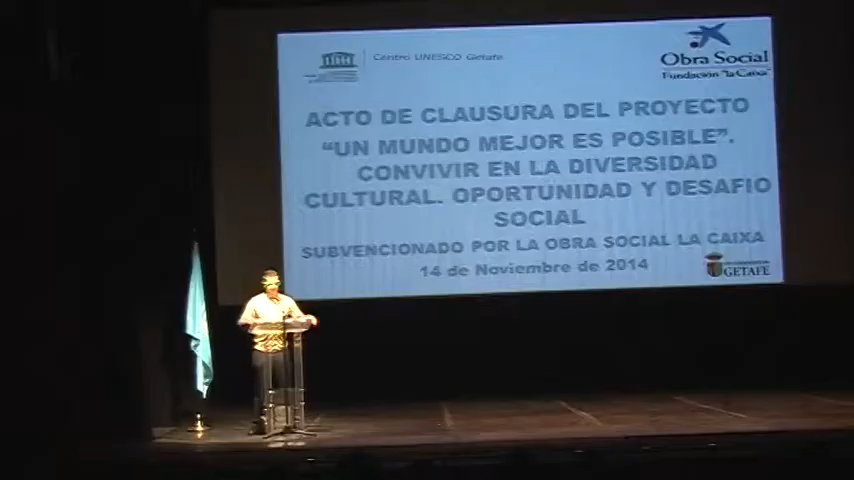 Centro UNESCO Getafe
Obra Social
Fundación "la Caixa"
ACTO DE CLAUSURA DEL PROYECTO
"UN MUNDO MEJOR ES POSIBLE".
CONVIVIR EN LA DIVERSIDAD
CULTURAL. OPORTUNIDAD Y DESAFIO
SOCIAL
SUBVENCIONADO POR LA OBRA SOCIAL LA CAIXA
14 de Noviembre de 2014
GETAFE